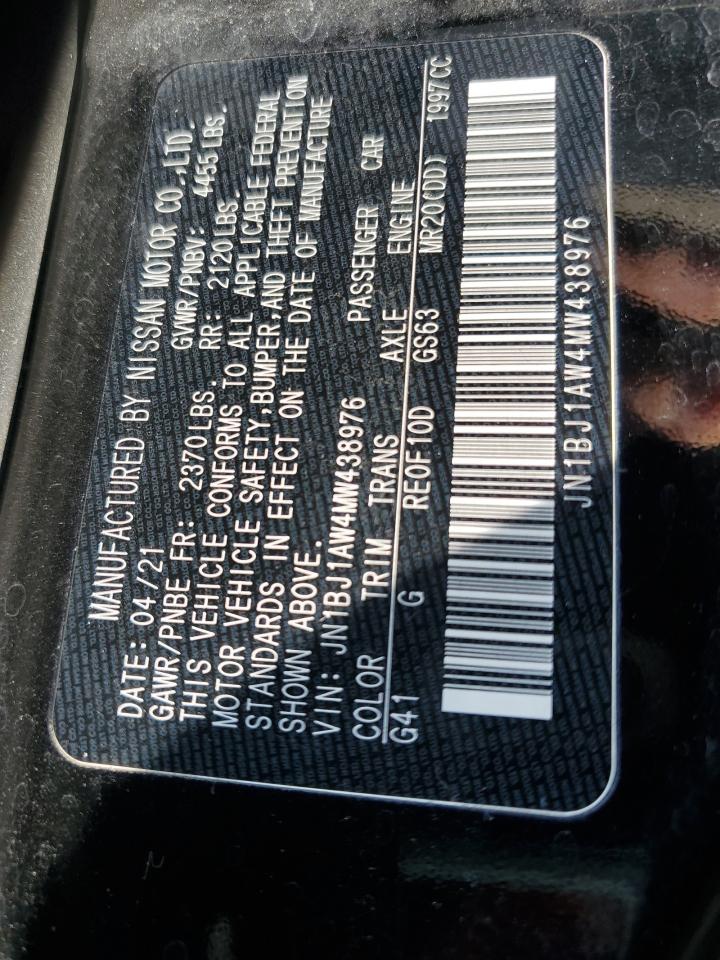 MANUFACTURED BY NISSAN MOTOR CO.,LTD.
DATE: 04/21 GVWR/PNBV: 4455 LBS.
GAWR/PNBE FR: 2370 LBS. RR: 2120 LBS.
THIS VEHICLE CONFORMS TO ALL APPLICABLE FEDERAL
MOTOR VEHICLE SAFETY, BUMPER, AND THEFT PREVENTION
STANDARDS IN EFFECT ON THE DATE OF MANUFACTURE
SHOWN ABOVE.
VIN: JN1BJ1AW4MW438976 PASSENGER CAR
COLOR TRIM TRANS AXLE ENGINE
G41 G RE0F10D GS63 MR20(DD) 1997CC
JN1BJ1AW4MW438976